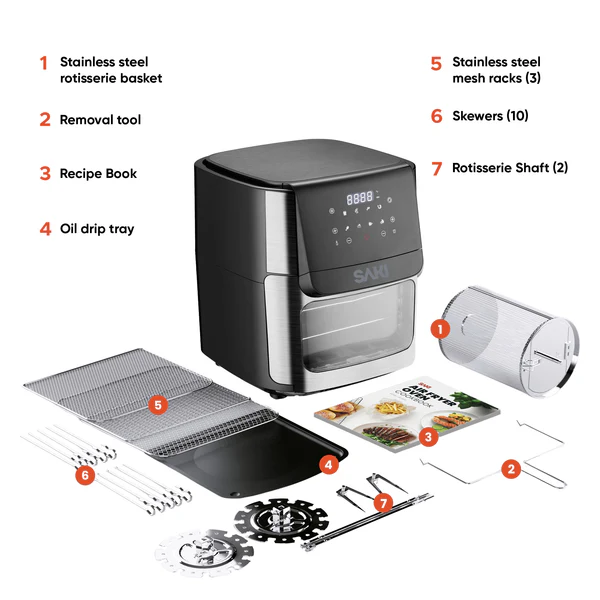 1 Stainless steel
rotisserie basket
2 Removal tool
3 Recipe Book
4 Oil drip tray
5 Stainless steel
mesh racks (3)
6 Skewers (10)
7 Rotisserie Shaft (2)
8888
SAKI
1
5
AIR FRYER
OVEN
COOKBOOK
3
4
2
6
7